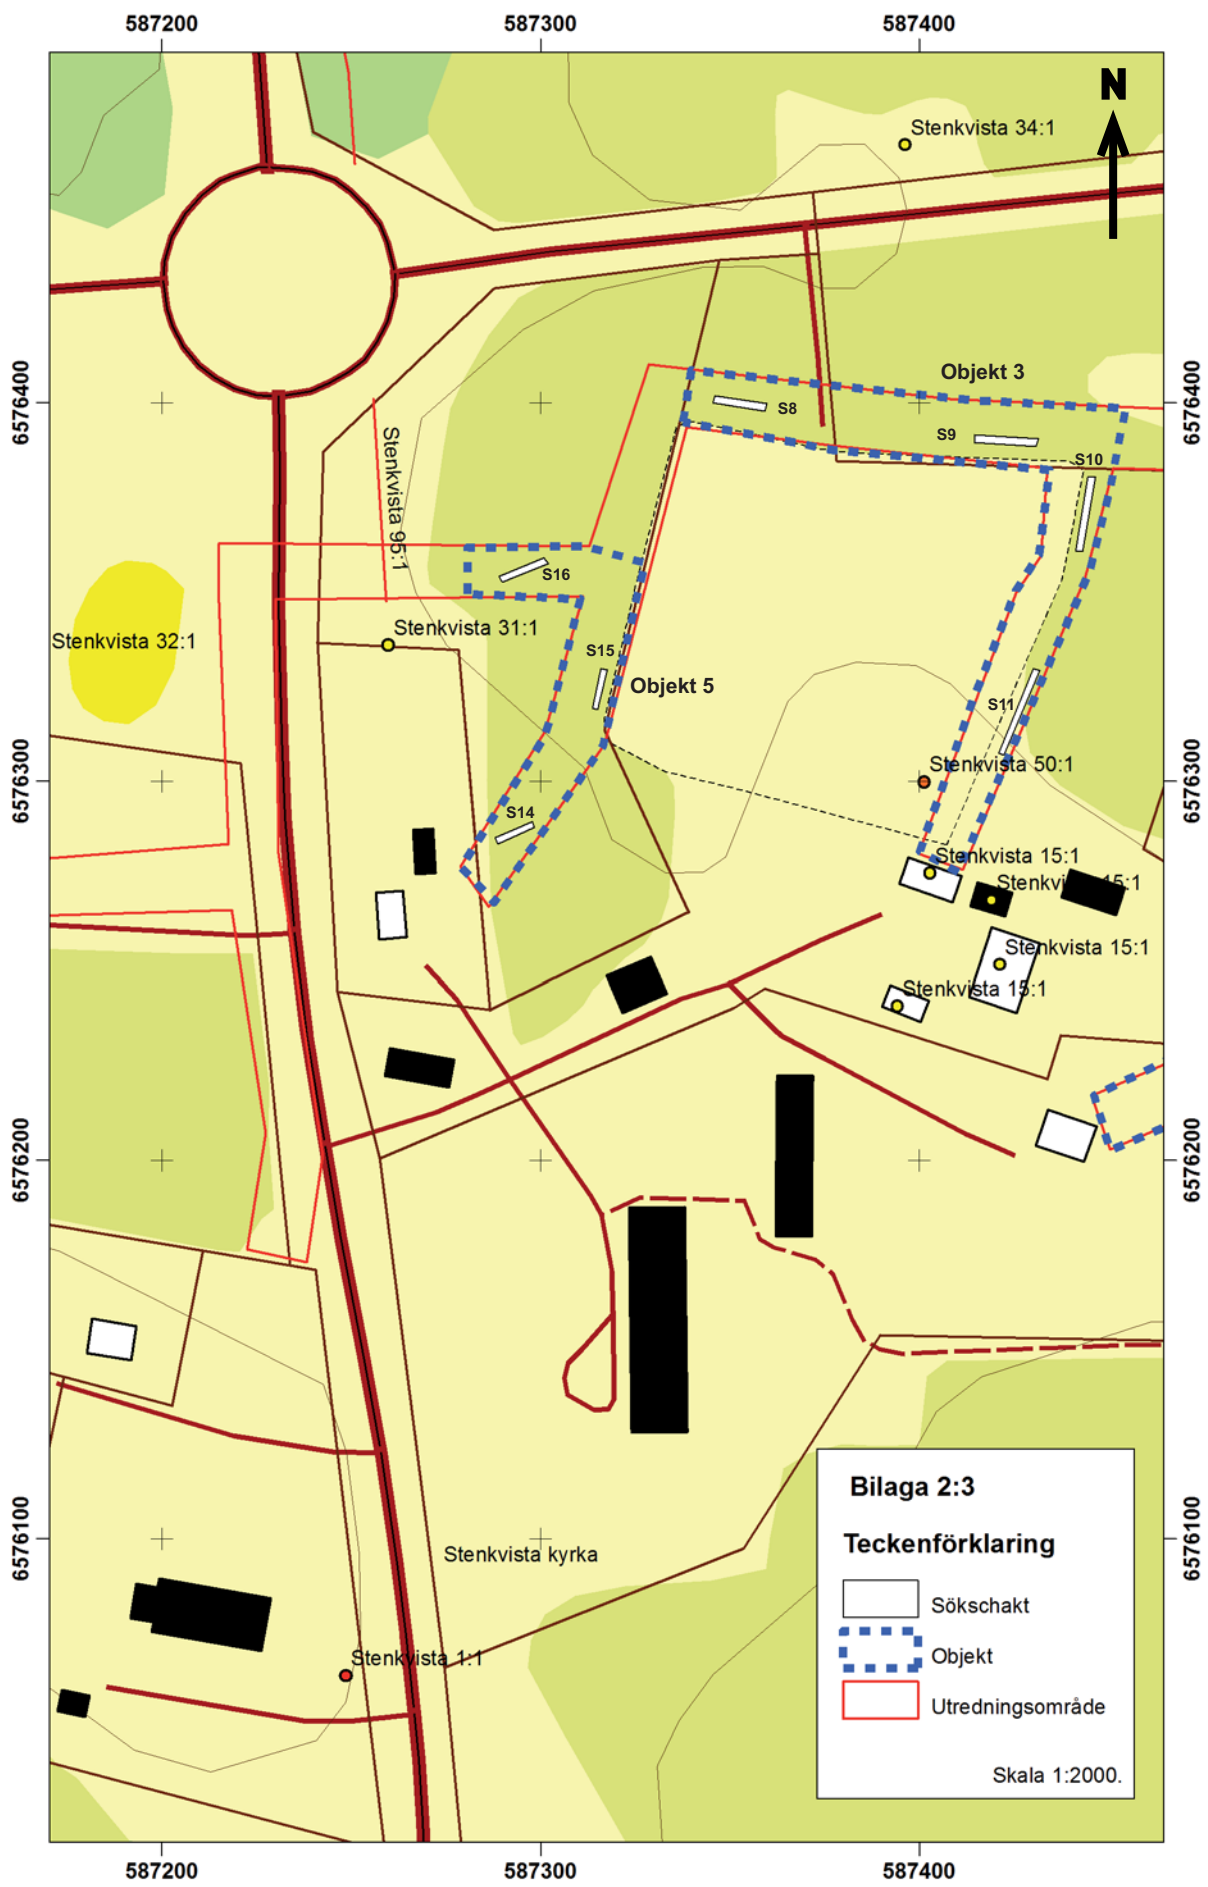 587200 587300 587400
N
Stenkvista 34:1
6576400
6576400
Objekt 3
S8
S9
S10
Stenkvista 95:1
S16
Stenkvista 31:1
Stenkvista 32:1
S15
Objekt 5
S11
6576300
6576300
Stenkvista 50:1
S14
Stenkvista 15:1
Stenkvista 15:1
Stenkvista 15:1
Stenkvista 15:1
6576200
6576200
6576100
6576100
Stenkvista kyrka
Stenkvista 1:1
Bilaga 2:3
Teckenförklaring
Sökschakt
Objekt
Utredningsområde
Skala 1:2000.
587200 587300 587400